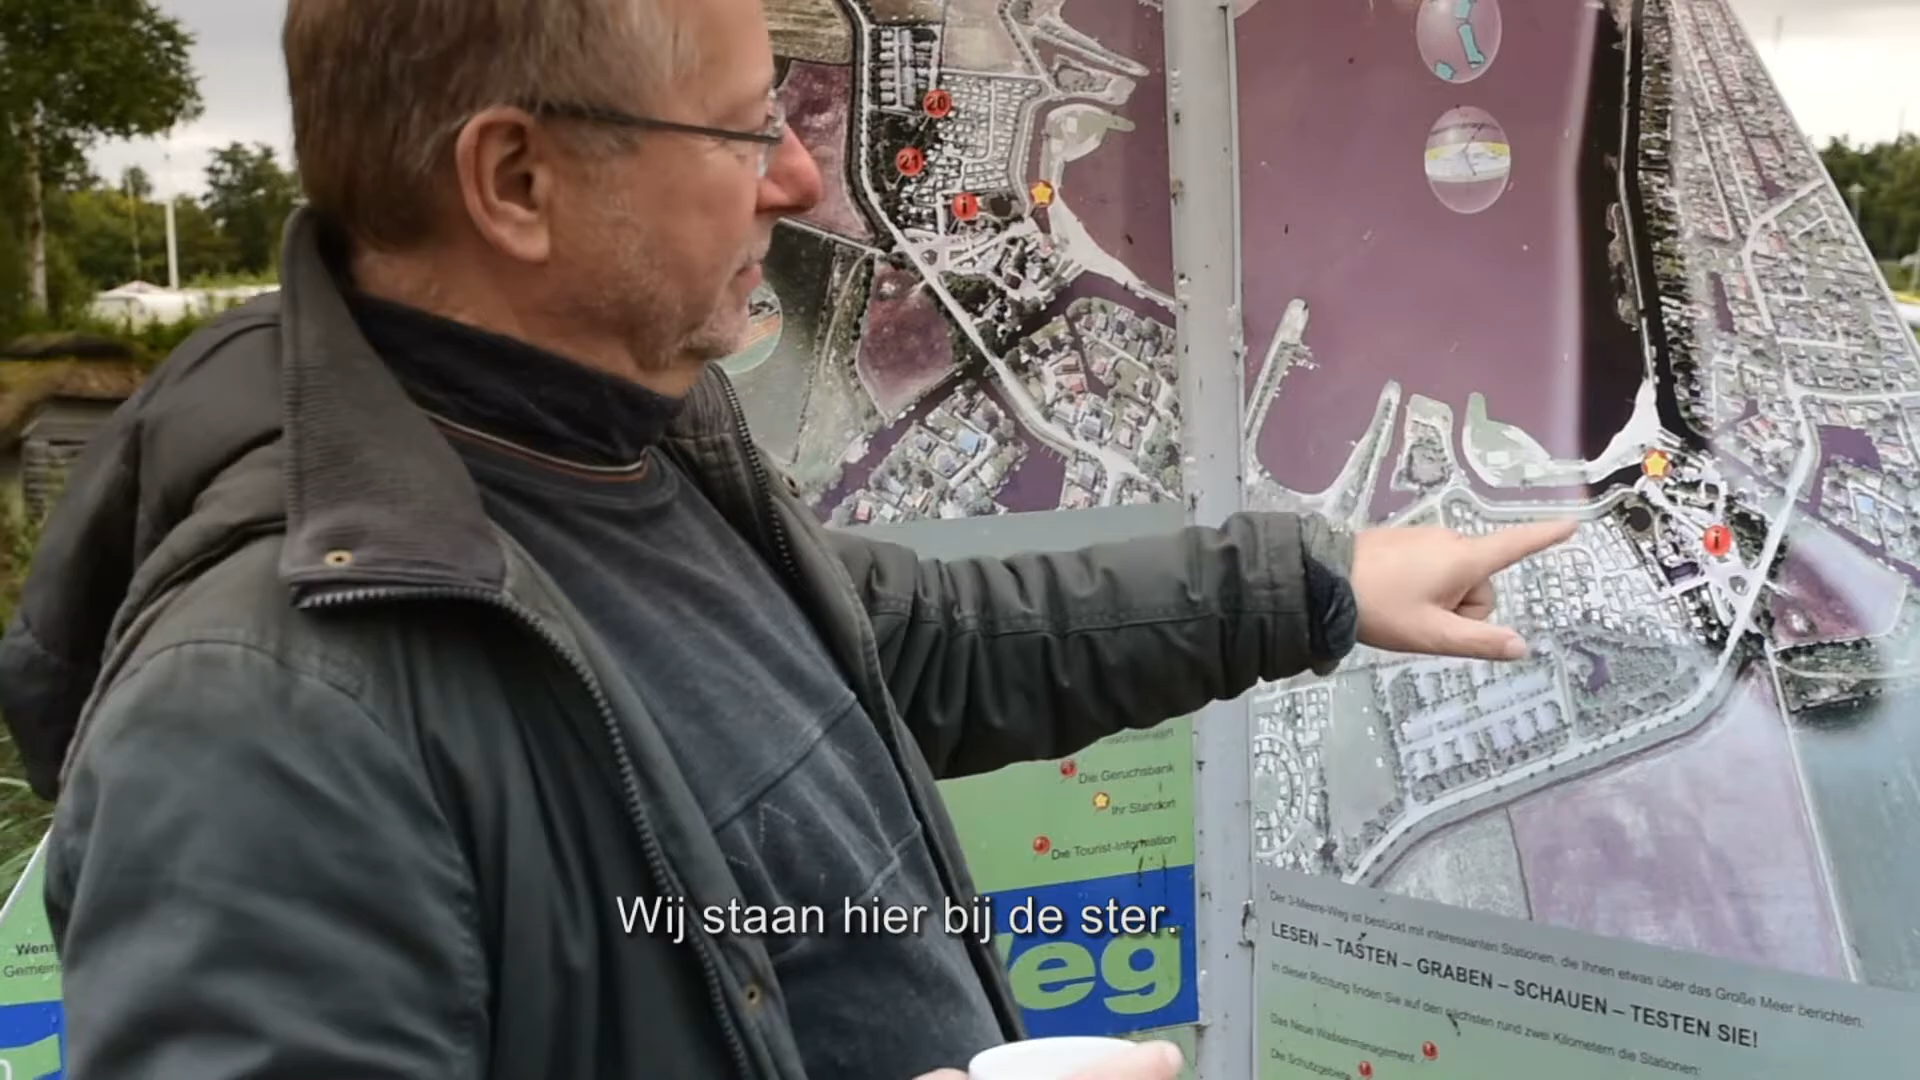 20
21
i
i
Die Geruchsbank
Ihr Standort
Die Tourist-Information
Wij staan hier bij de ster.
eg
Der 3-Meere-Weg ist bestückt mit interessanten Stationen, die Ihnen etwas über das Große Meer berichten.
LESEN – TASTEN – GRABEN – SCHAUEN – TESTEN SIE!
In dieser Richtung finden Sie auf den nächsten rund zwei Kilometern die Stationen:
Das Neue Wassermanagement
Die Schutzgebiete